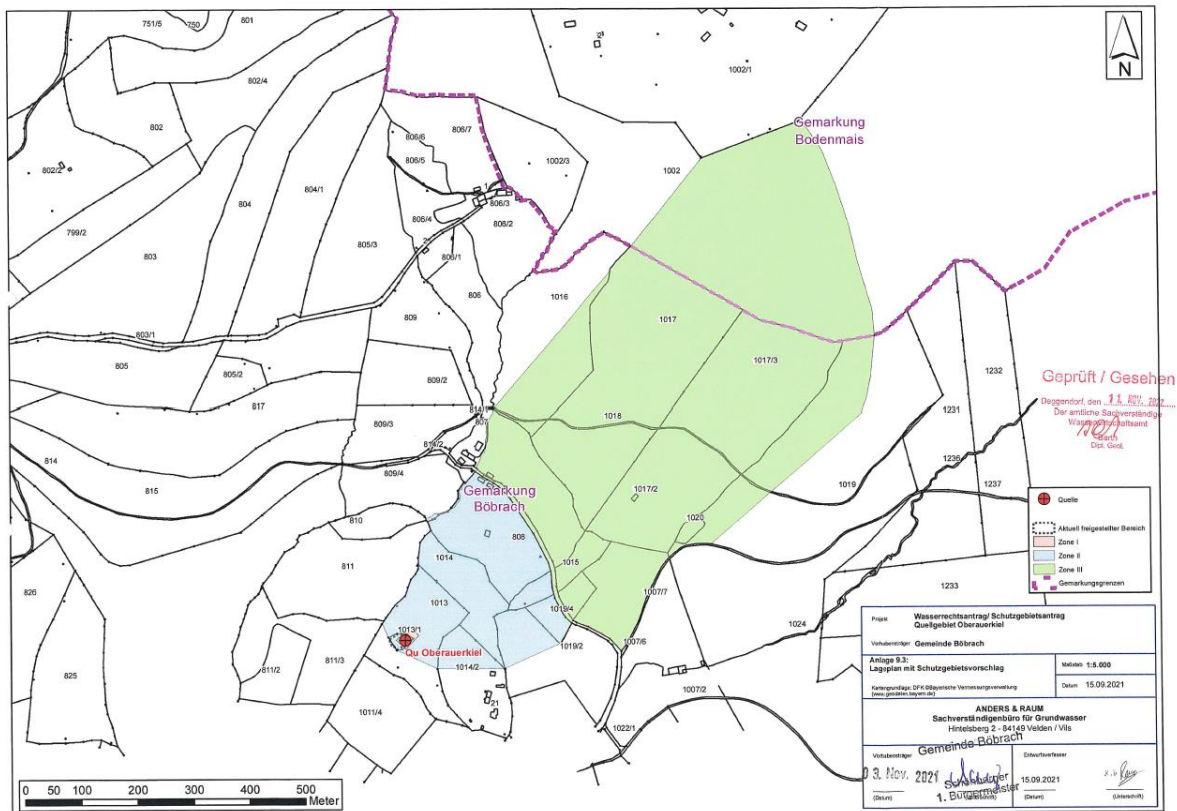 751/5
750
801
802/4
802
802/2
804
804/1
799/2
803
805/3
803/1
805
805/2
817
814
815
826
825
806/7
806/6
806/5
1
806/3
806/2
806/1
806
809
809/2
809/3
809/4
807
814/2
810
811
811/2
811/3
1011/4
1002/1
1002/3
1002
Gemarkung
Bodenmais
N
1016
1017
1017/3
1018
1017/2
1020
1015
1019
1232
1231
1236
1237
1233
1024
1007/7
1007/6
1007/2
1022/1
Gemarkung
Böbrach
808
1014
1013
1013/1
Qu Oberauerkiel
1014/2
1019/4
1019/2
21
Geprüft / Gesehen
Deggendorf, den
Der amtliche Sachverständige
Wasserwirtschaftsamt
Barth
Dipl. Geol.
Quelle
Aktuell freigestellter Bereich
Zone I
Zone II
Zone III
Gemarkungsgrenzen
Projekt Wasserrechtsantrag/ Schutzgebietsantrag
Quellgebiet Oberauerkiel
Vorhabensträger Gemeinde Böbrach
Anlage 9.3:
Lageplan mit Schutzgebietsvorschlag
Maßstab 1:5.000
Kartengrundlage: DFK ©Bayerische Vermessungsverwaltung
Datum 15.09.2021
ANDERS & RAUM
Sachverständigenbüro für Grundwasser
Hintelsberg 2 - 84149 Velden / Vils
Gemeinde Böbrach
Vorhabensträger
Entwurfsverfasser
03. Nov. 2021
1. Bürgermeister
15.09.2021
(Datum)
(Datum)
(Unterschrift)
0 50 100 200 300 400 500
Meter